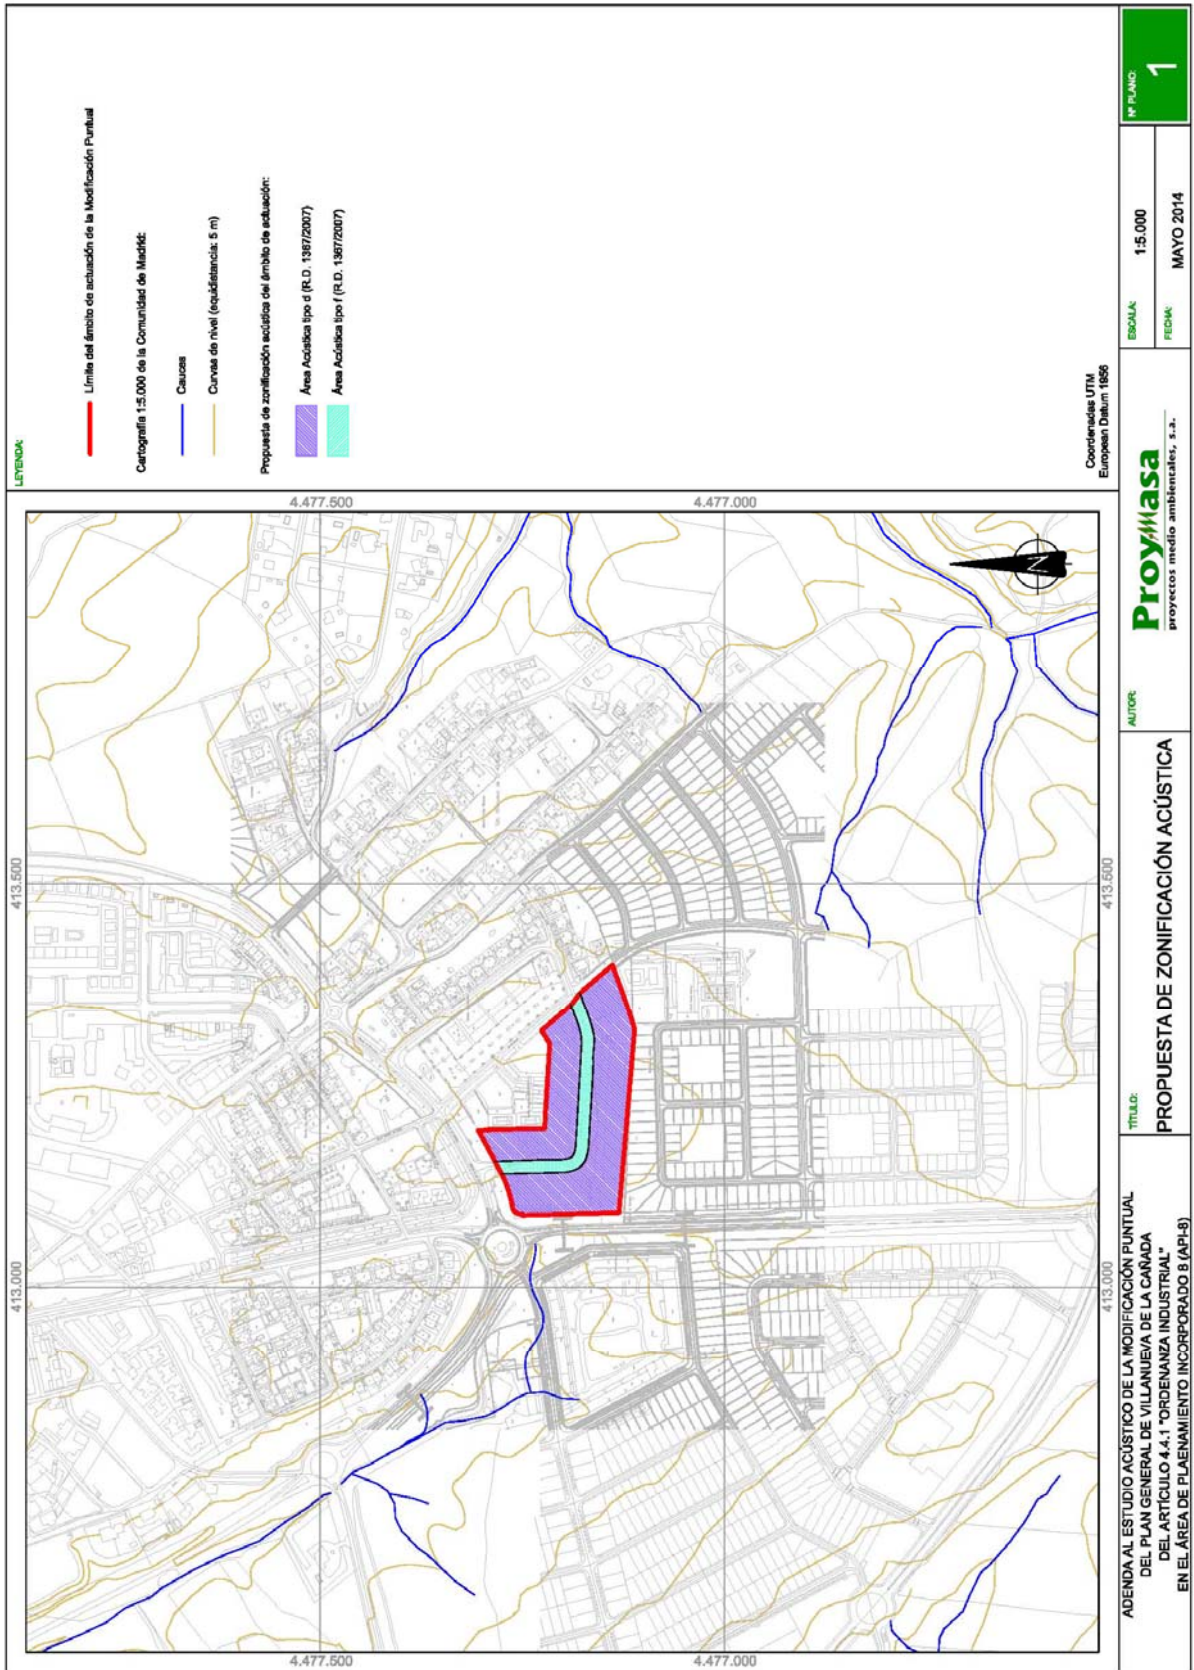 LEYENDA:
Límite del ámbito de actuación de la Modificación Puntual
Cartografía 1:5.000 de la Comunidad de Madrid:
Cauces
Curvas de nivel (equidistancia: 5 m)
Propuesta de zonificación acústica del ámbito de actuación:
Área Acústica tipo d (R.D. 1367/2007)
Área Acústica tipo f (R.D. 1367/2007)
Coordenadas UTM
European Datum 1956
413.000
413.500
4.477.500
4.477.500
4.477.000
4.477.000
413.000
413.500
N
ADENDA AL ESTUDIO ACÚSTICO DE LA MODIFICACIÓN PUNTUAL
DEL PLAN GENERAL DE VILLANUEVA DE LA CAÑADA
DEL ARTÍCULO 4.4.1 "ORDENANZA INDUSTRIAL"
EN EL ÁREA DE PLAENAMIENTO INCORPORADO 8 (API-8)
TÍTULO:
PROPUESTA DE ZONIFICACIÓN ACÚSTICA
AUTOR:
Proymasa
proyectos medio ambientales, s.a.
ESCALA:
1:5.000
FECHA:
MAYO 2014
Nº PLANO:
1